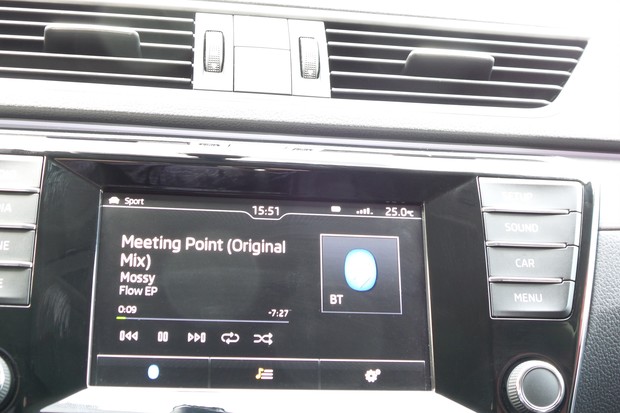 Sport
15:51
25.0°C
Meeting Point (Original
Mix)
Mossy
Flow EP
0:09
-7:27
BT
SETUP
SOUND
CAR
MENU